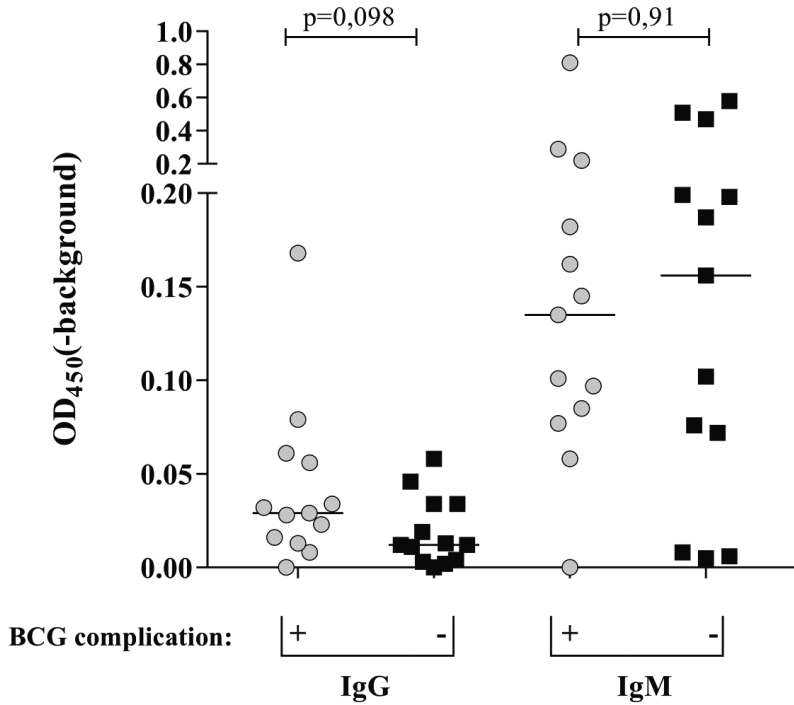 p=0,098 p=0,91
1.0
0.8
0.6
0.4
0.2
0.20
0.15
0.10
0.05
0.00
OD450(-background)
BCG complication: + - + -
IgG IgM